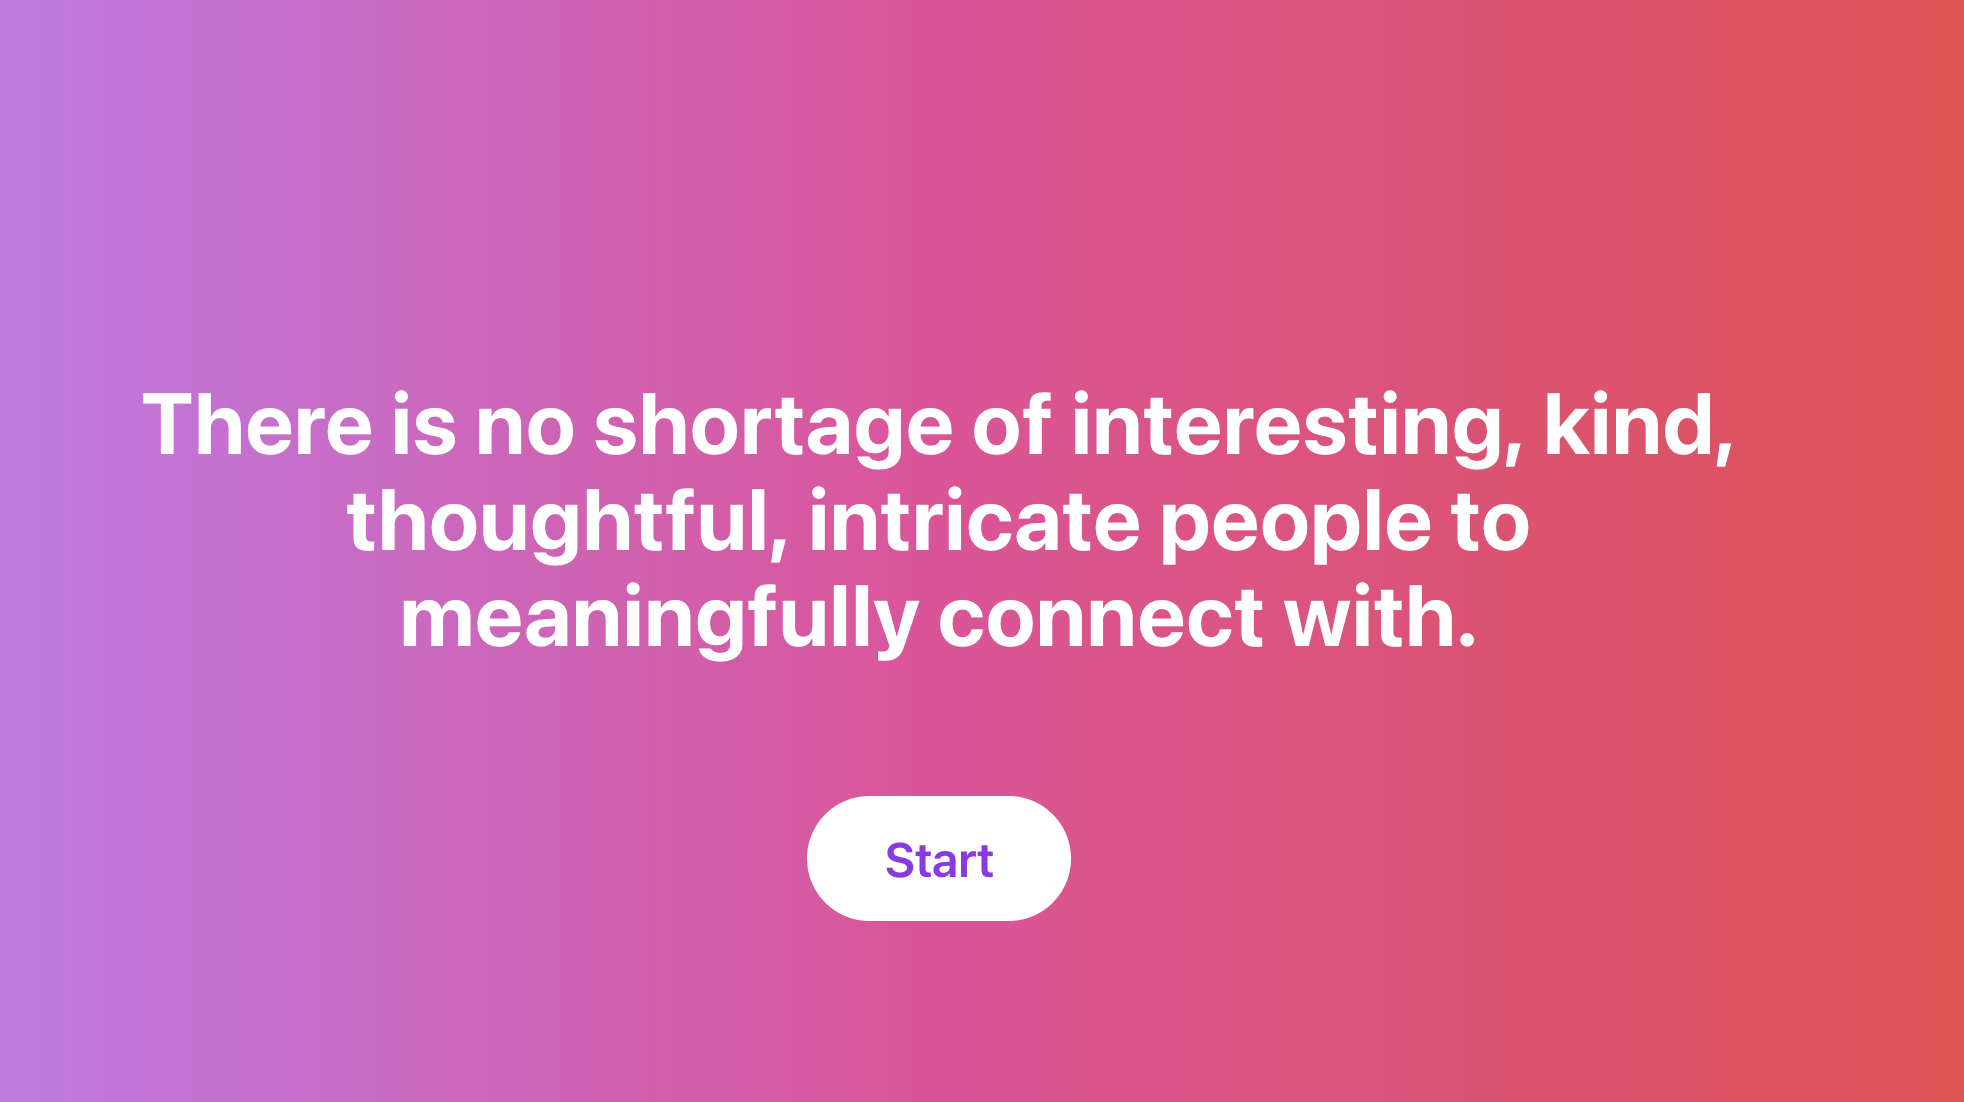 There is no shortage of interesting, kind,
thoughtful, intricate people to
meaningfully connect with.
Start